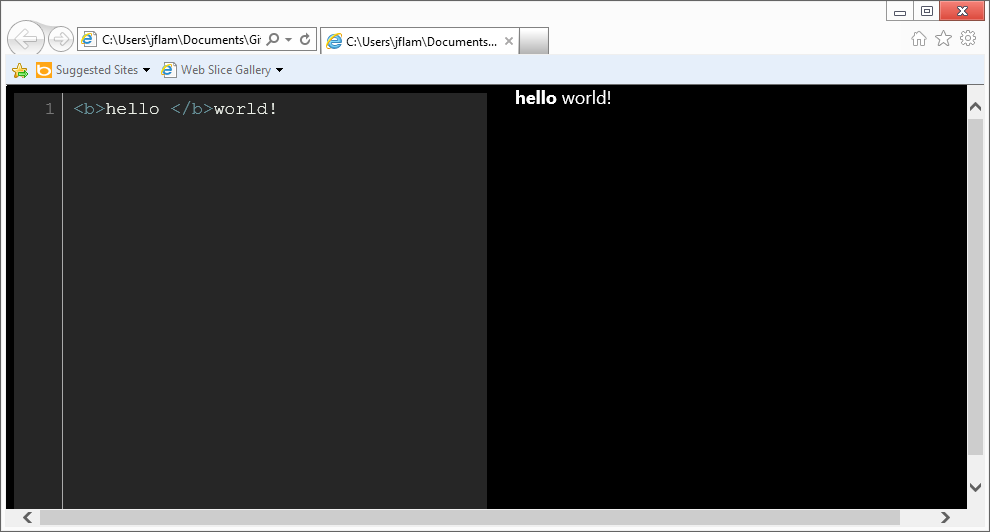 C:\Users\jflam\Documents\Gi
C:\Users\jflam\Documents...
Suggested Sites
Web Slice Gallery
1 <b>hello </b>world!
hello world!